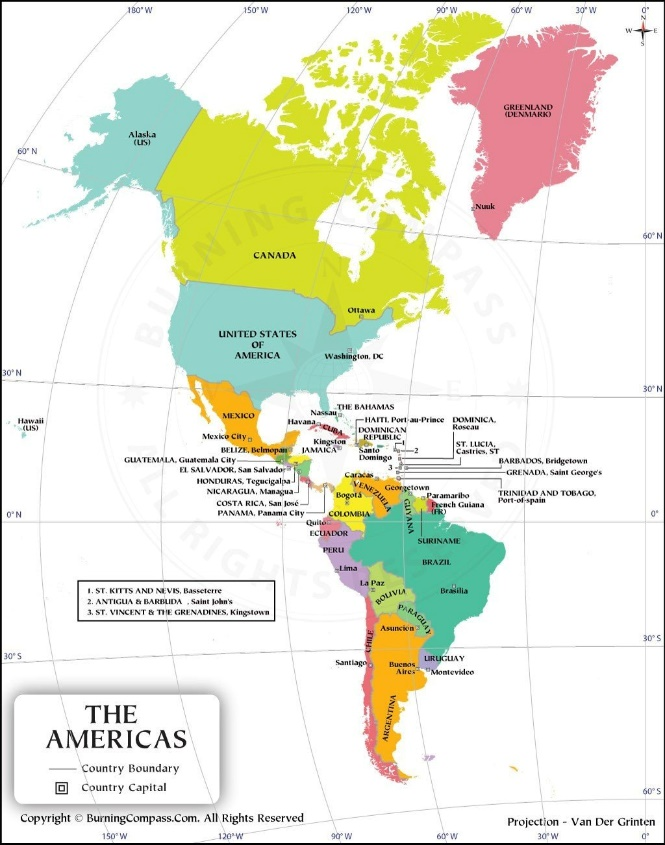 180°W
150°W
120°W
90°W
60°W
30°W
0°
N
W E
S
GREENLAND
(DENMARK)
Alaska
(US)
60° N
Nuuk
60°N
CANADA
Ottawa
UNITED STATES
OF
AMERICA
Washington, DC
30°N
30°N
Hawaii
(US)
MEXICO
Mexico City
Nassau
THE BAHAMAS
Havana
CUBA
HAITI, Port-au-Prince
DOMINICA,
Roseau
DOMINICAN
REPUBLIC
Kingston
JAMAICA
Santo
Domingo
1
2
3
ST. LUCIA,
Castries, ST
BELIZE, Belmopan
GUATEMALA, Guatemala City
EL SALVADOR, San Salvador
HONDURAS, Tegucigalpa
NICARAGUA, Managua
COSTA RICA, San José
PANAMA, Panama City
BARBADOS, Bridgetown
GRENADA, Saint George's
TRINIDAD AND TOBAGO,
Port-of-spain
Caracas
VENEZUELA
Georgetown
GUYANA
Paramaribo
French Guiana
(FR)
SURINAME
Bogotá
COLOMBIA
0°N
0°
Quito
ECUADOR
PERU
Lima
BRAZIL
Brasilia
La Paz
BOLIVIA
PARAGUAY
Asuncion
1. ST. KITTS AND NEVIS, Basseterre
2. ANTIGUA & BARBUDA , Saint John's
3. ST. VINCENT & THE GRENADINES, Kingstown
CHILE
Santiago
Buenos
Aires
URUGUAY
Montevideo
ARGENTINA
30°S
30°S
THE
AMERICAS
Country Boundary
Country Capital
60°S
Copyright © BurningCompass.Com. All Rights Reserved
Projection - Van Der Grinten
150°W
120°W
90°W
60°W
30°W